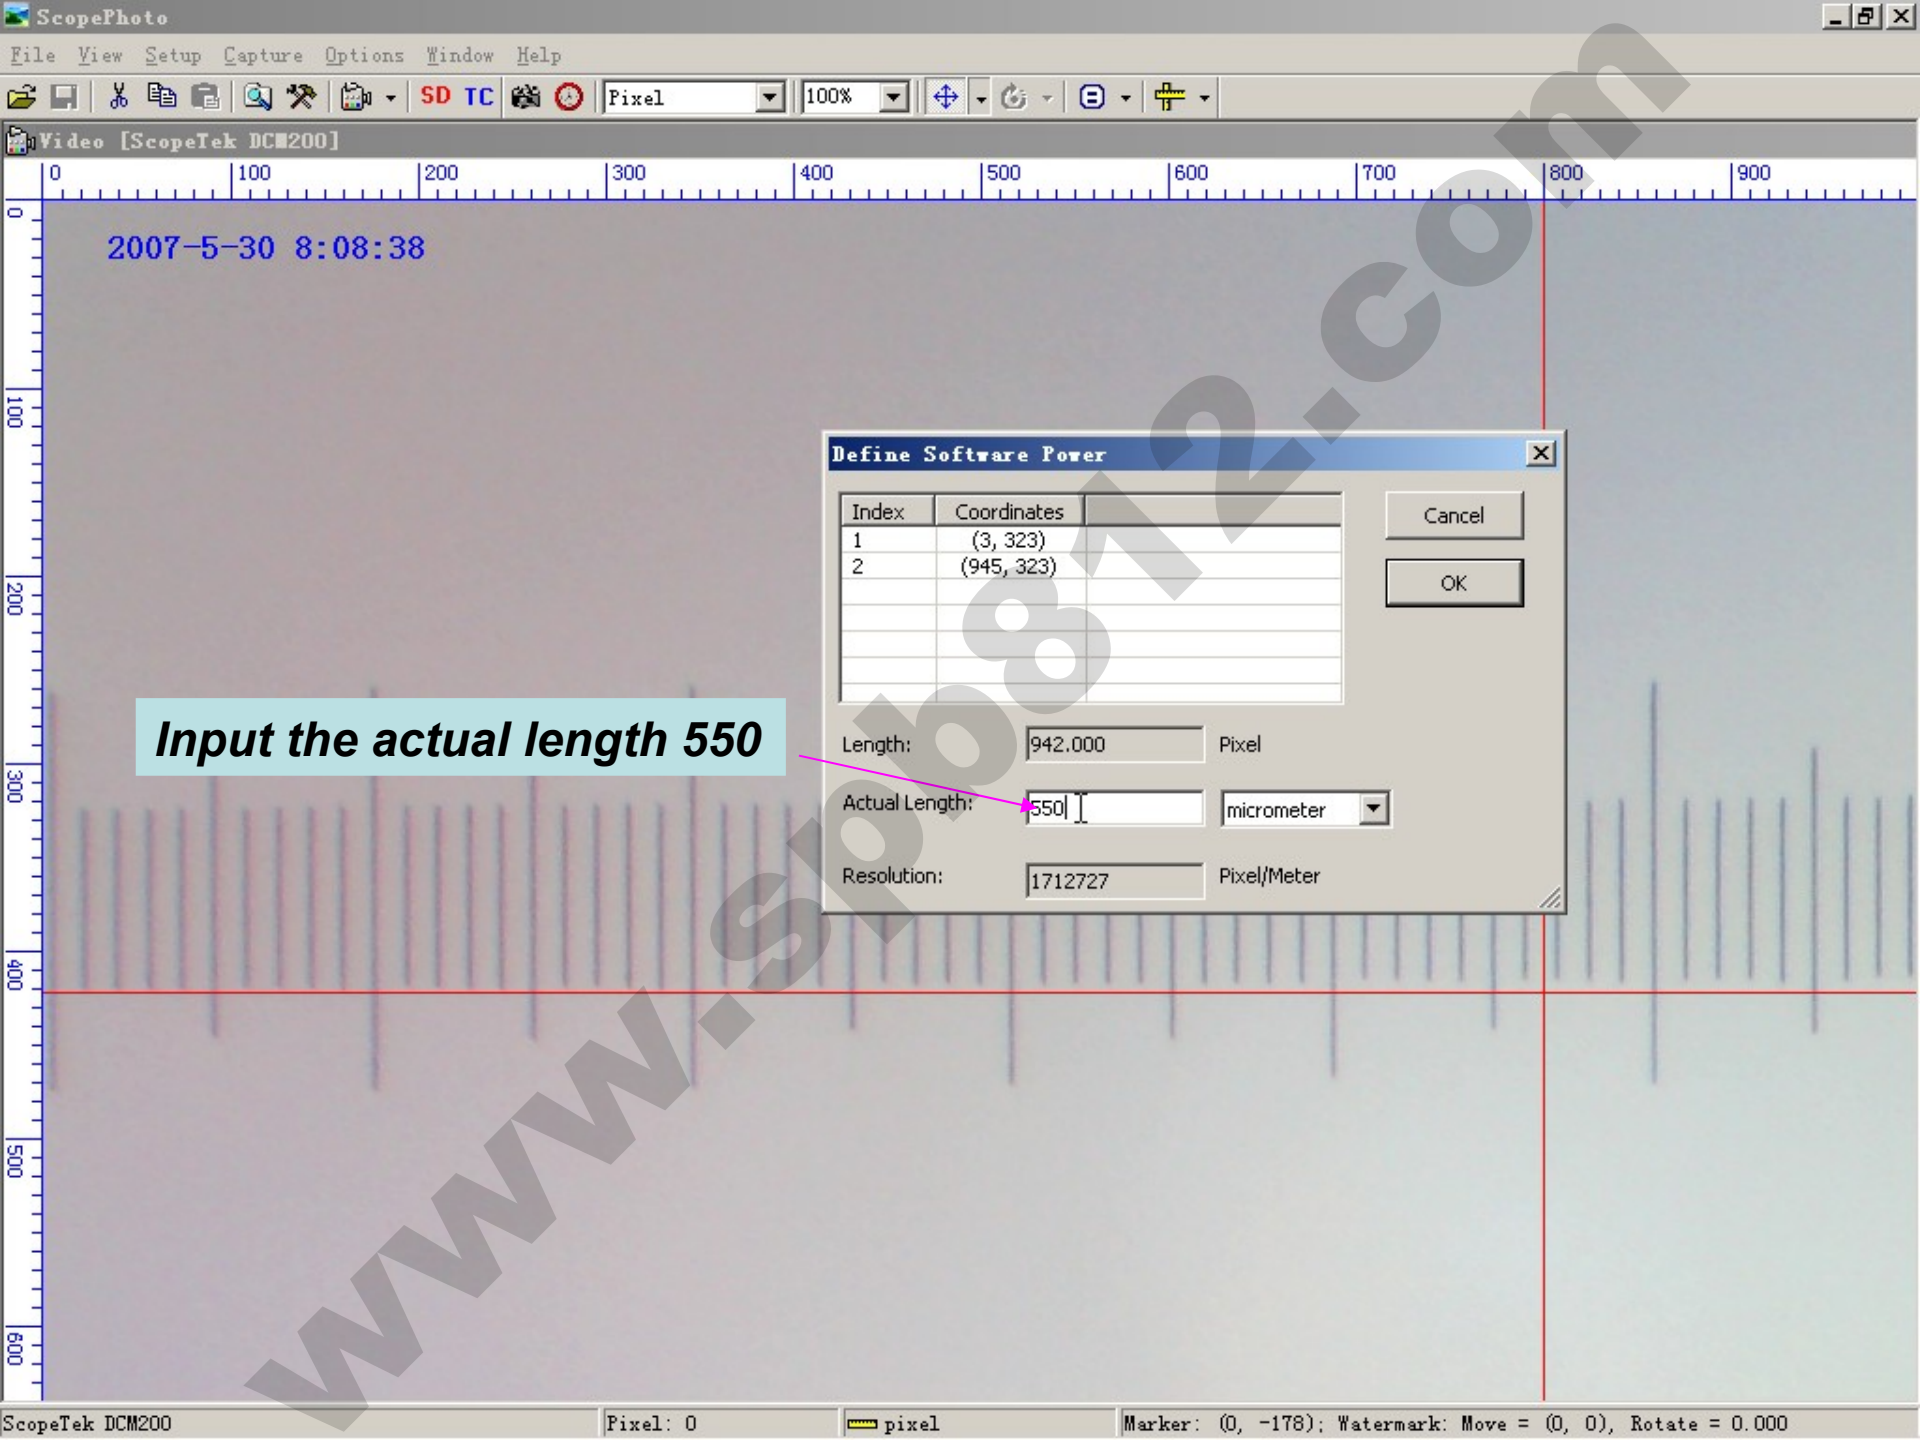 ScopePhoto
File View Setup Capture Options Window Help
SD TC Pixel 100%
Video [ScopeTek DCM200]
0 100 200 300 400 500 600 700 800 900
0
100
200
300
400
500
600
2007-5-30 8:08:38
Define Software Power
Index Coordinates
1 (3, 323)
2 (945, 323)
Cancel
OK
Input the actual length 550
Length: 942.000 Pixel
Actual Length: 550 micrometer
Resolution: 1712727 Pixel/Meter
www.spb812.com
ScopeTek DCM200 Pixel: 0 pixel Marker: (0, -178); Watermark: Move = (0, 0), Rotate = 0.000